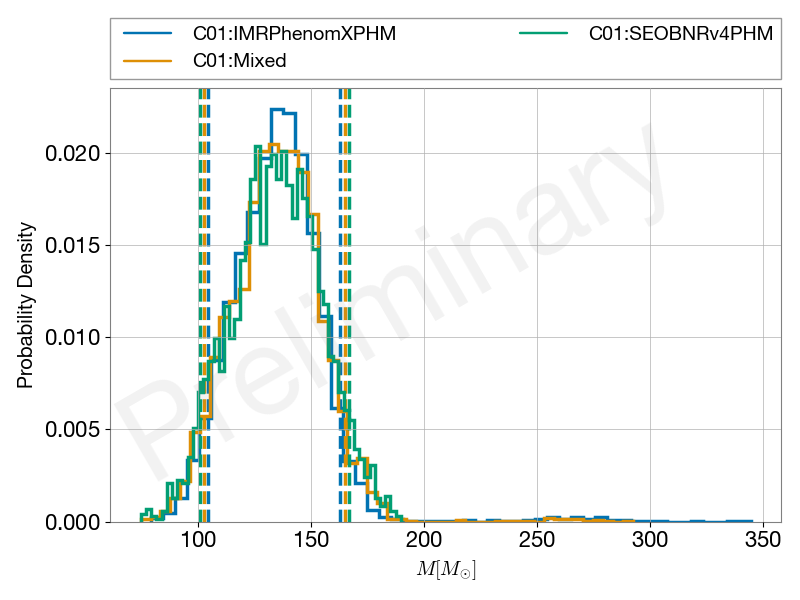 C01:IMRPhenomXPHM
C01:SEOBNRv4PHM
C01:Mixed
Preliminary
0.020
0.015
0.010
0.005
0.000
Probability Density
100 150 200 250 300 350
M[M⊙]